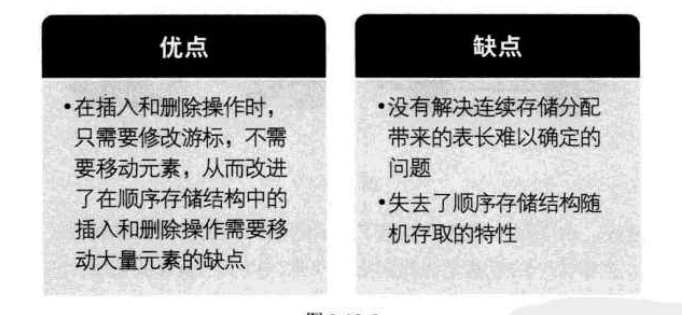 优点
•在插入和删除操作时，
只需要修改游标，不需
要移动元素，从而改进
了在顺序存储结构中的
插入和删除操作需要移
动大量元素的缺点
缺点
•没有解决连续存储分配
带来的表长难以确定的
问题
•失去了顺序存储结构随
机存取的特性